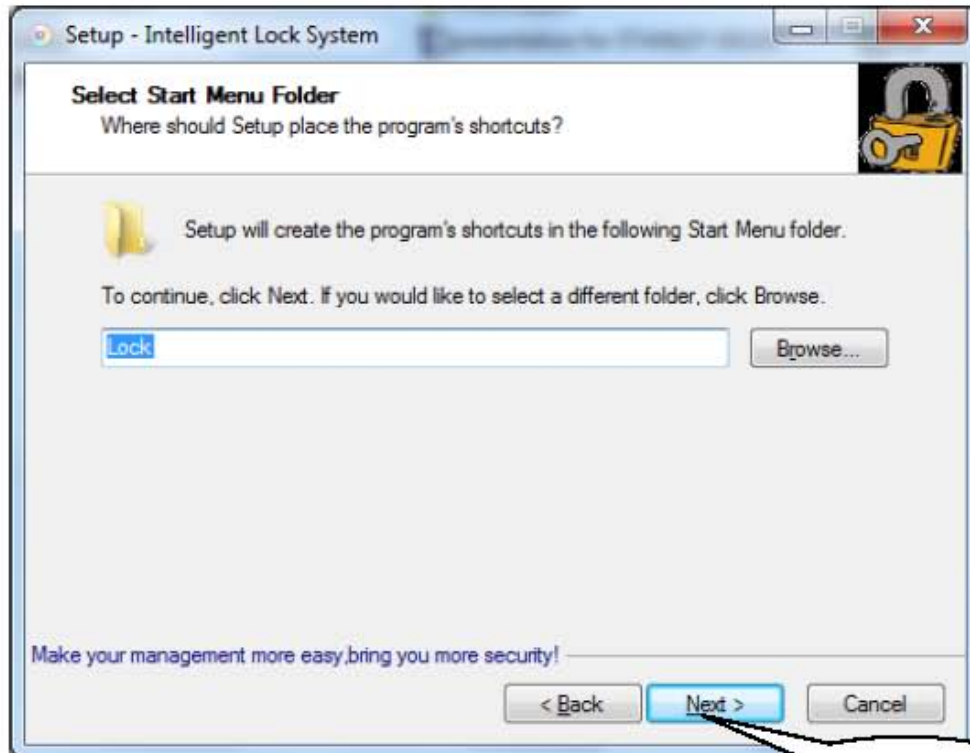 Setup - Intelligent Lock System
Select Start Menu Folder
Where should Setup place the program's shortcuts?
Setup will create the program's shortcuts in the following Start Menu folder.
To continue, click Next. If you would like to select a different folder, click Browse.
Lock
Browse...
Make your management more easy,bring you more security!
< Back
Next >
Cancel